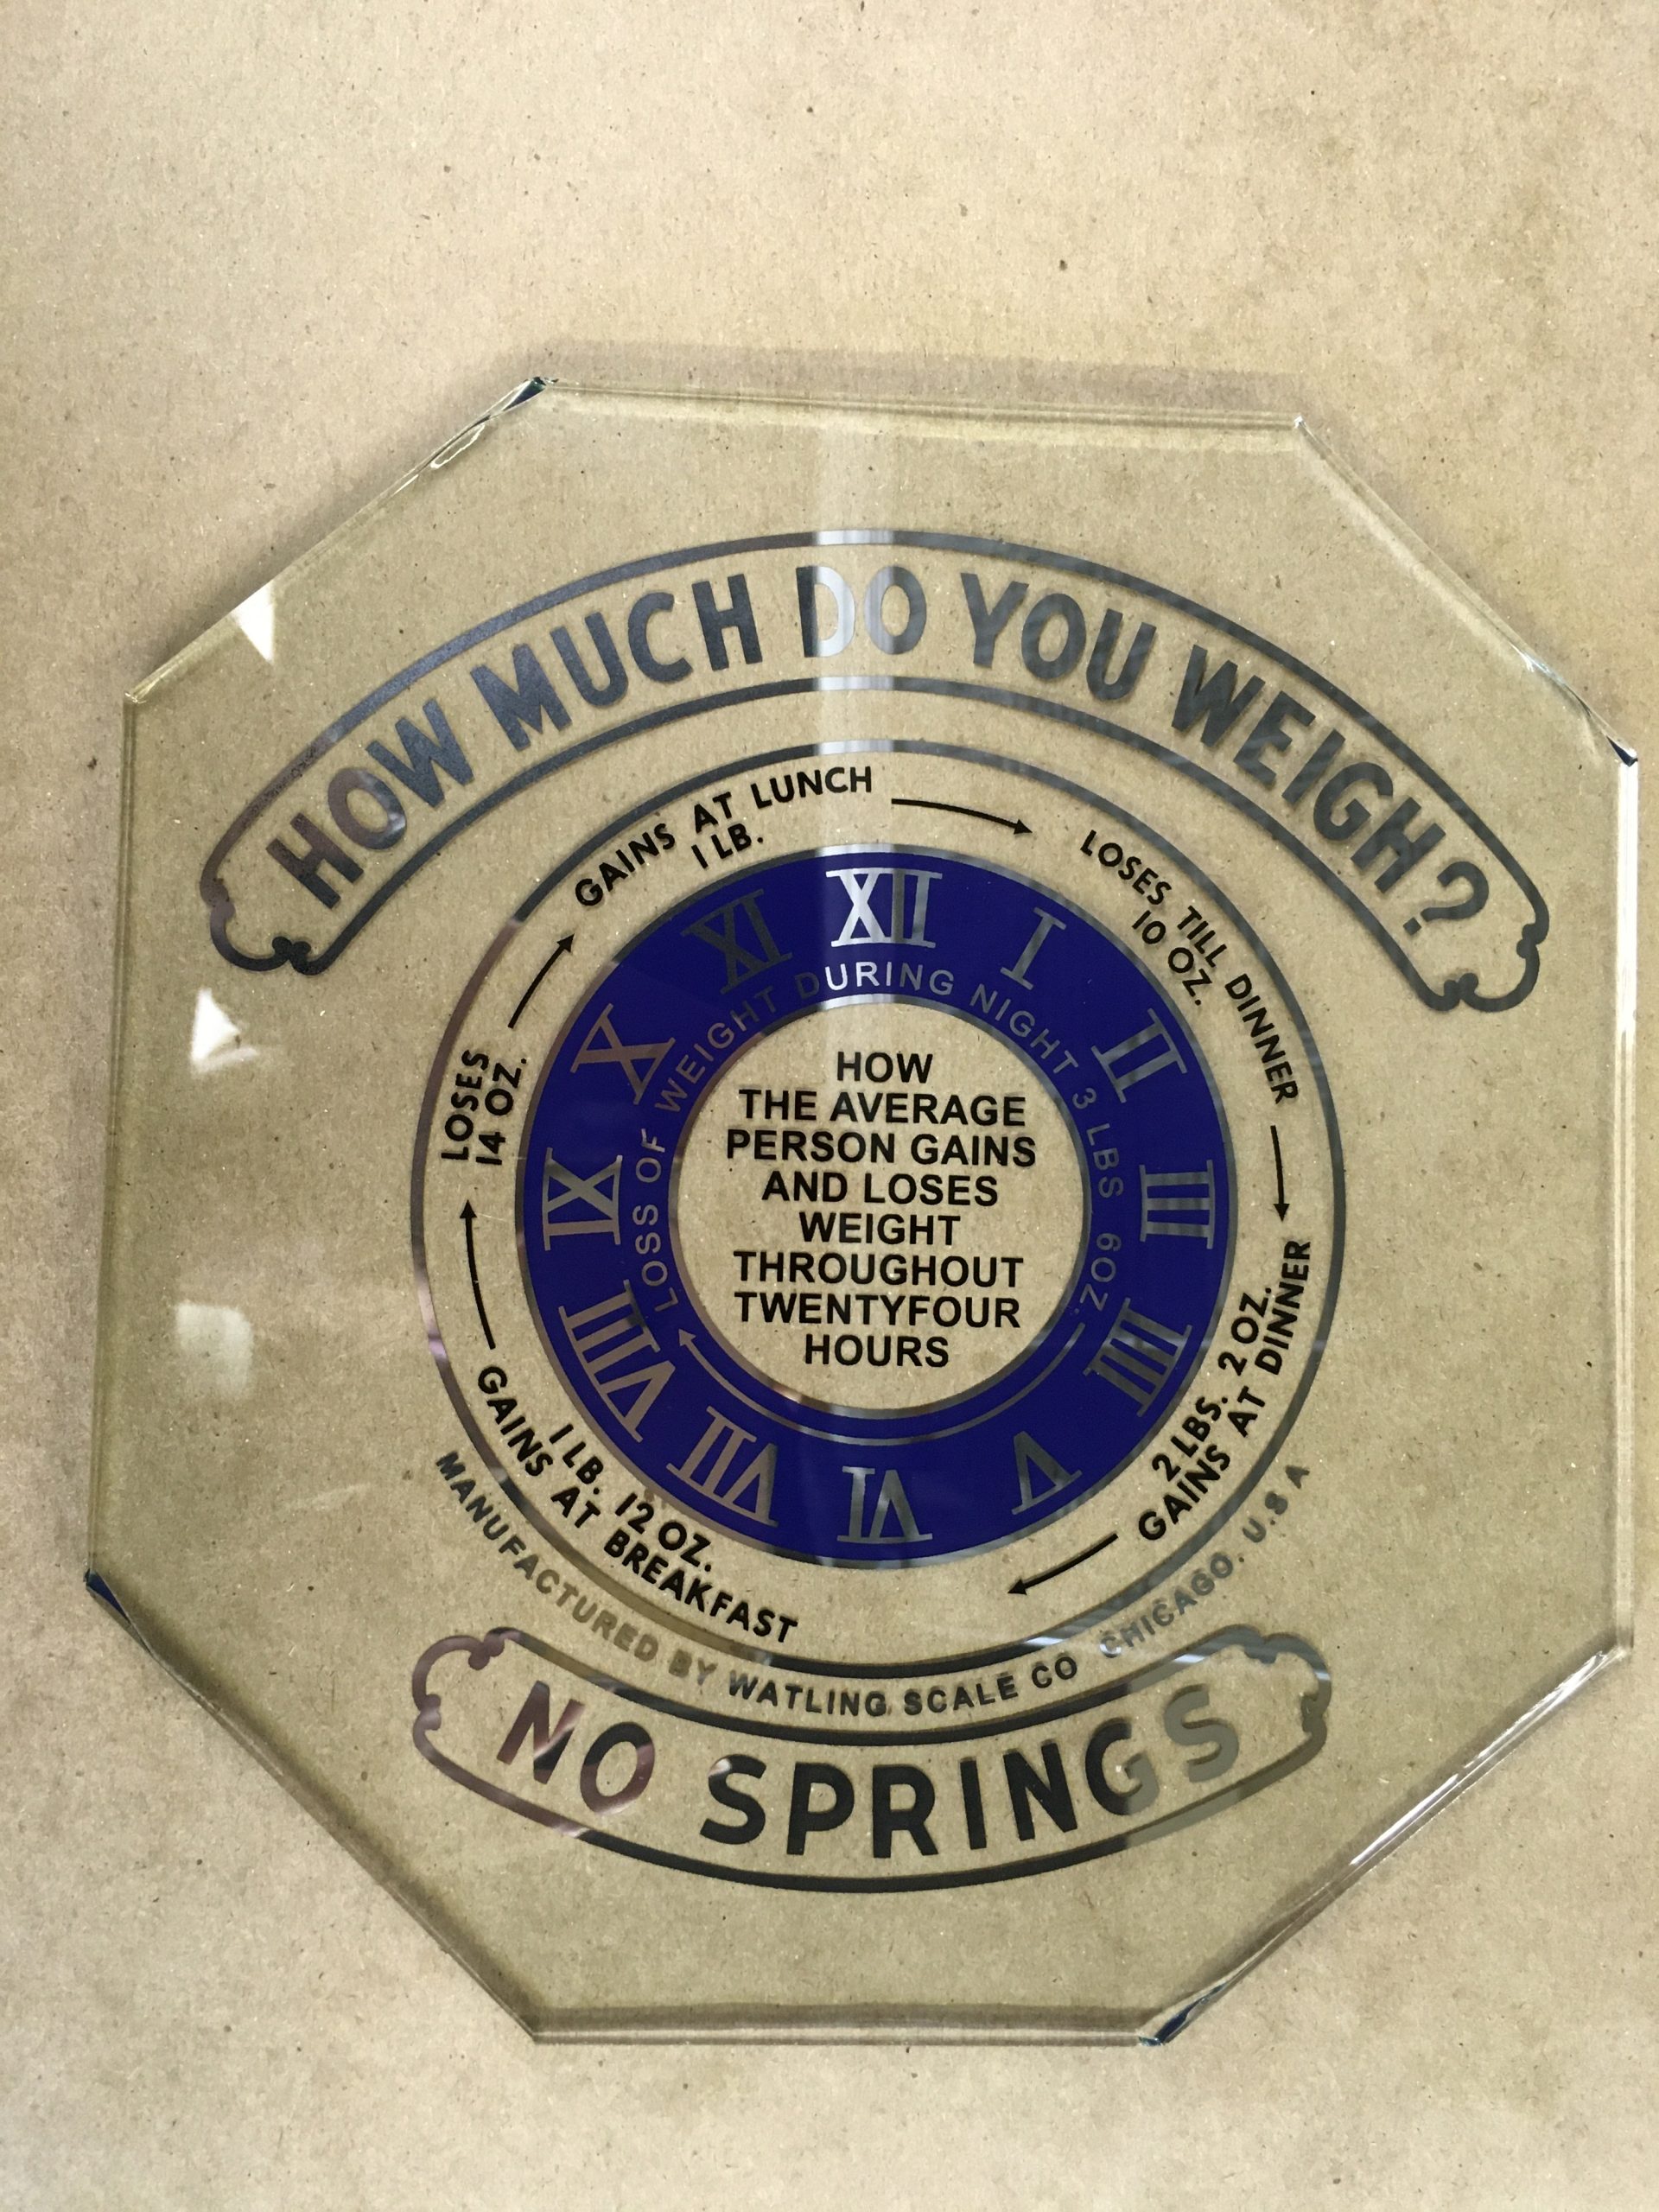 HOW MUCH DO YOU WEIGH?
GAINS AT LUNCH
1 LB.
LOSES TILL DINNER
10 OZ.
2 LBS. 2 OZ.
GAINS AT DINNER
1 LB. 12 OZ.
GAINS AT BREAKFAST
LOSES
14 OZ.
XII
I
II
III
IIII
V
VI
VII
VIII
IX
X
XI
LOSS OF WEIGHT DURING NIGHT 3 LBS 6OZ.
HOW
THE AVERAGE
PERSON GAINS
AND LOSES
WEIGHT
THROUGHOUT
TWENTYFOUR
HOURS
MANUFACTURED BY WATLING SCALE CO CHICAGO. U.S A
NO SPRINGS